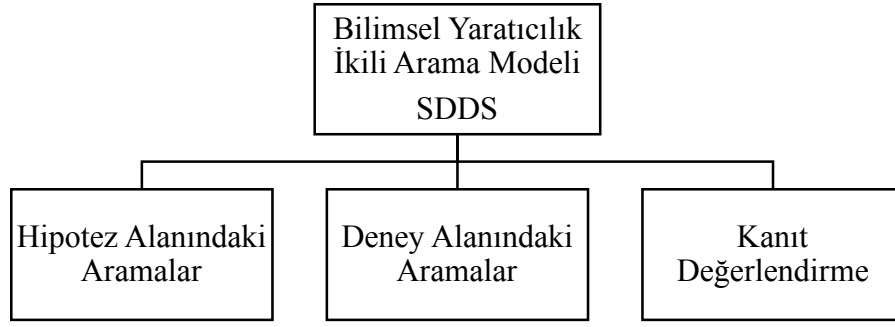 Bilimsel Yaratıcılık
İkili Arama Modeli
SDDS
Hipotez Alanındaki
Aramalar
Deney Alanındaki
Aramalar
Kanıt
Değerlendirme